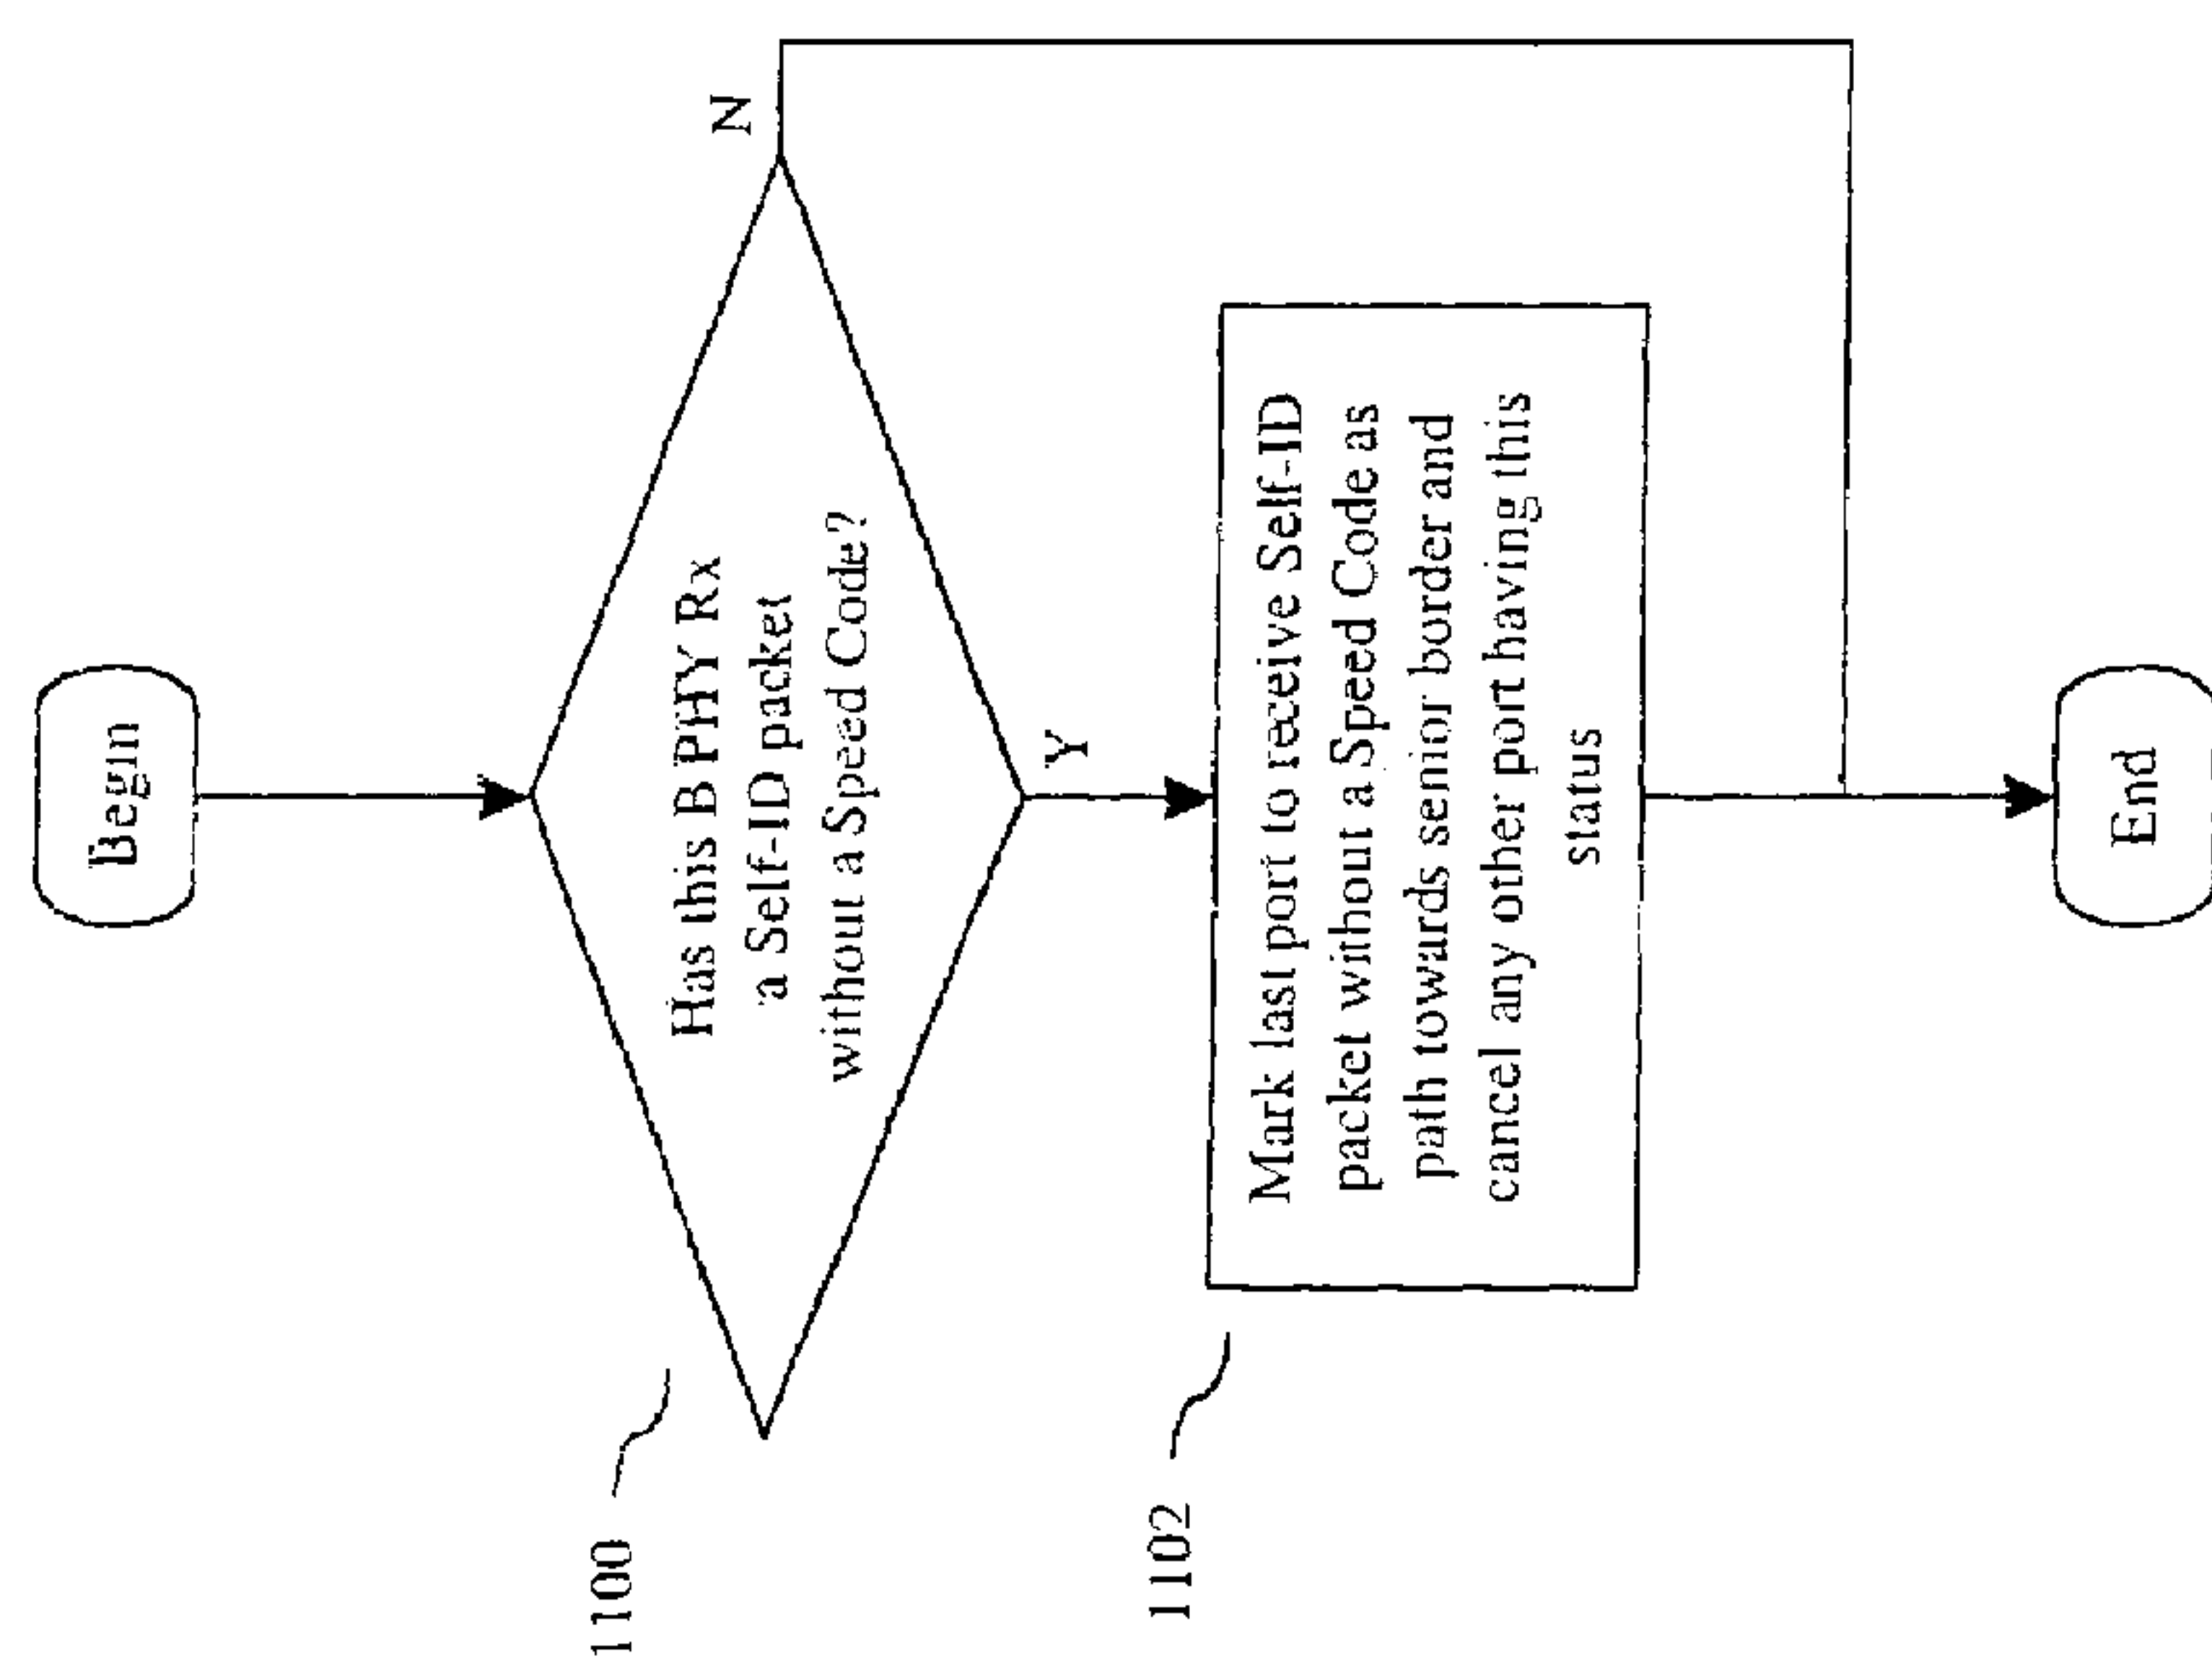 Begin
1100
Has this B PHY Rx
a Self-ID packet
without a Speed Code?
N
Y
1102
Mark last port to receive Self-ID
packet without a Speed Code as
path towards senior border and
cancel any other port having this
status
End